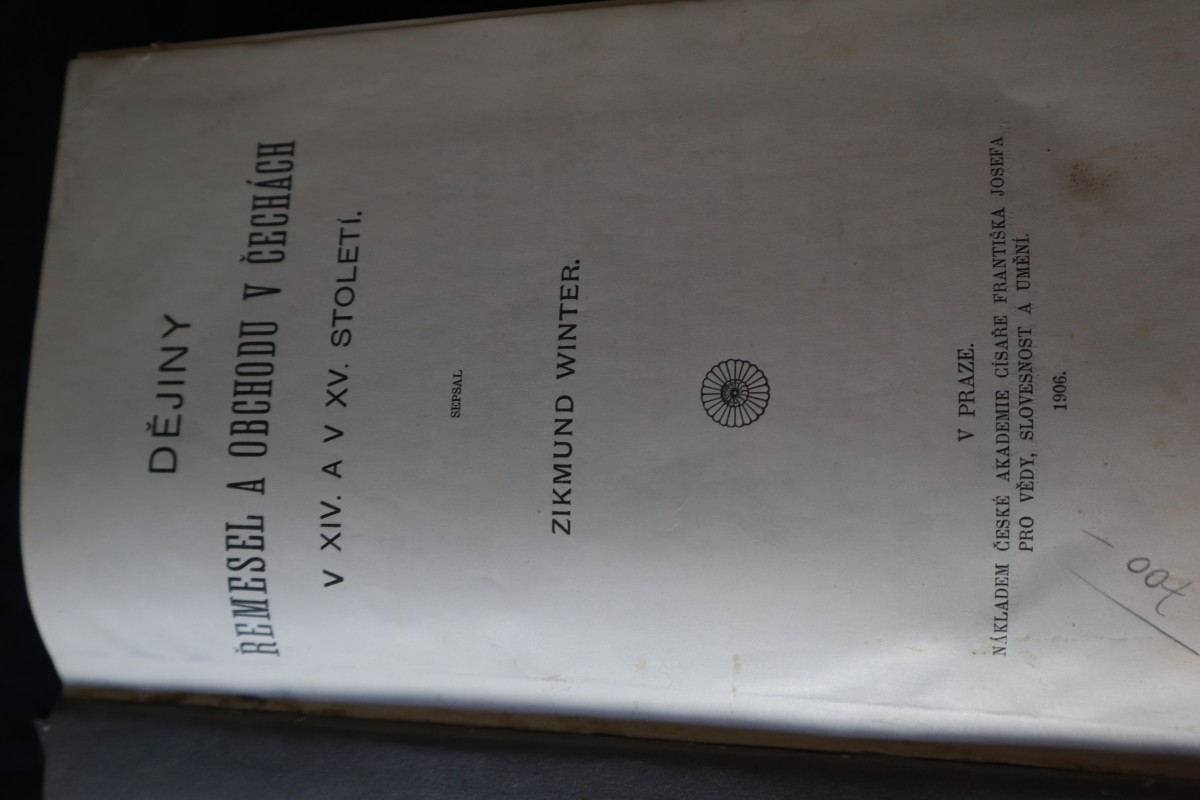 DĚJINY
ŘEMESEL A OBCHODU V ČECHÁCH
V XIV. A V XV. STOLETÍ.
SEPSAL
ZIKMUND WINTER.
V PRAZE.
NÁKLADEM ČESKÉ AKADEMIE CÍSAŘE FRANTIŠKA JOSEFA
PRO VĚDY, SLOVESNOST A UMĚNÍ.
1906.